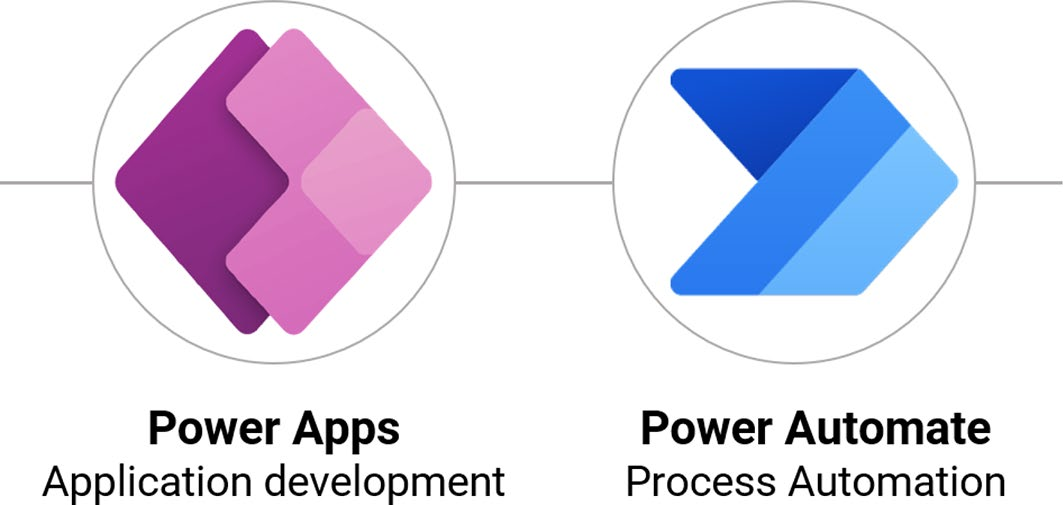 Power Apps
Application development
Power Automate
Process Automation